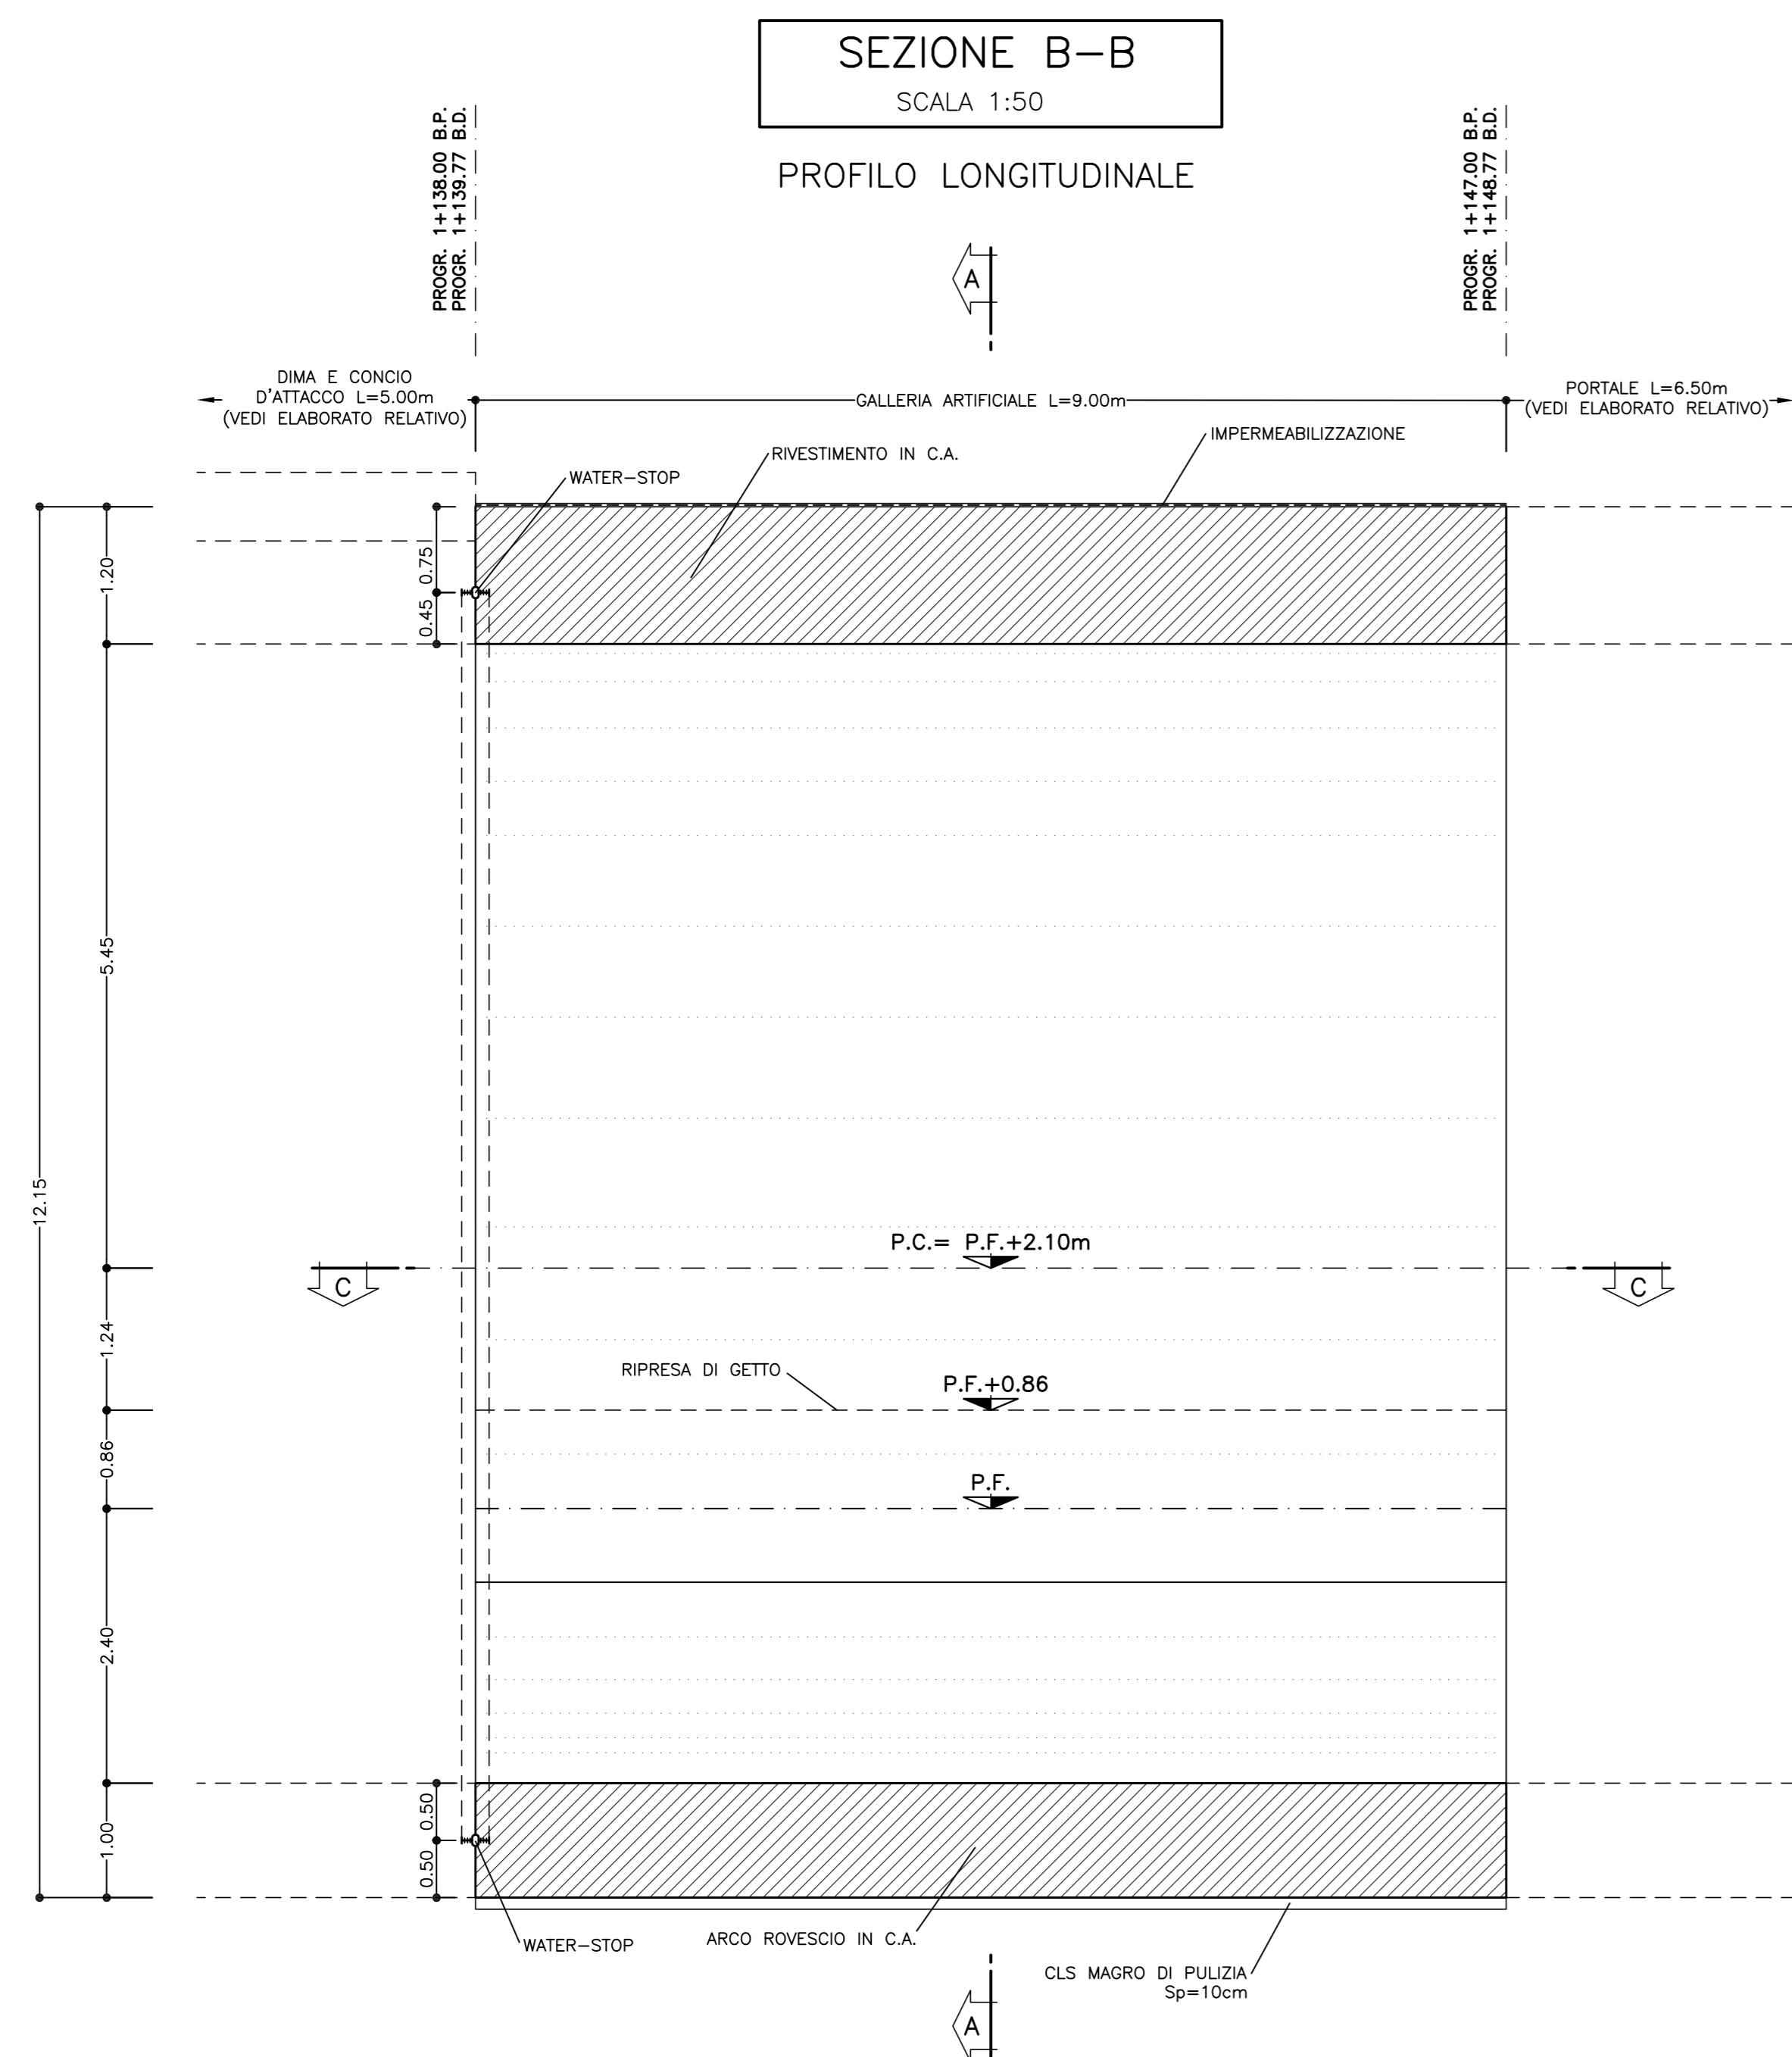 SEZIONE B-B
SCALA 1:50
PROFILO LONGITUDINALE
PROGR. 1+138.00 B.P.
PROGR. 1+139.77 B.D.
PROGR. 1+147.00 B.P.
PROGR. 1+148.77 B.D.
A
DIMA E CONCIO
D'ATTACCO L=5.00m
(VEDI ELABORATO RELATIVO)
GALLERIA ARTIFICIALE L=9.00m
PORTALE L=6.50m
(VEDI ELABORATO RELATIVO)
IMPERMEABILIZZAZIONE
RIVESTIMENTO IN C.A.
WATER-STOP
1.20
0.75
0.45
5.45
12.15
P.C.= P.F.+2.10m
C
C
1.24
RIPRESA DI GETTO
P.F.+0.86
0.86
P.F.
2.40
1.00
0.50
0.50
WATER-STOP
ARCO ROVESCIO IN C.A.
CLS MAGRO DI PULIZIA
Sp=10cm
A